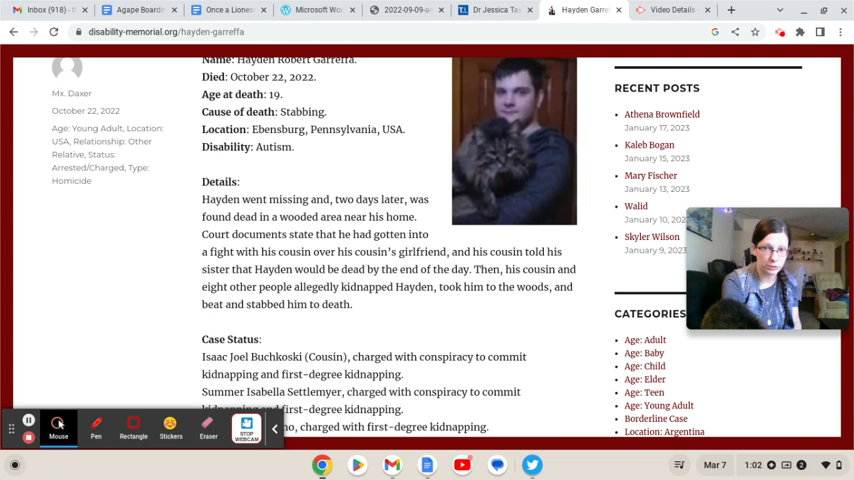 Inbox (918) - t
Agape Boardin
Once a Liones
Microsoft Wor
2022-09-09-a
Dr Jessica Tay
Hayden Garref
Video Details
disability-memorial.org/hayden-garreffa
Mx. Daxer
October 22, 2022
Age: Young Adult, Location:
USA, Relationship: Other
Relative, Status:
Arrested/Charged, Type:
Homicide
Name: Hayden Robert Garreffa.
Died: October 22, 2022.
Age at death: 19.
Cause of death: Stabbing.
Location: Ebensburg, Pennsylvania, USA.
Disability: Autism.
Details:
Hayden went missing and, two days later, was
found dead in a wooded area near his home.
Court documents state that he had gotten into
a fight with his cousin over his cousin's girlfriend, and his cousin told his
sister that Hayden would be dead by the end of the day. Then, his cousin and
eight other people allegedly kidnapped Hayden, took him to the woods, and
beat and stabbed him to death.
Case Status:
Isaac Joel Buchkoski (Cousin), charged with conspiracy to commit
kidnapping and first-degree kidnapping.
Summer Isabella Settlemyer, charged with conspiracy to commit
kidnapping and first-degree kidnapping.
no, charged with first-degree kidnapping.
RECENT POSTS
Athena Brownfield
January 17, 2023
Kaleb Bogan
January 15, 2023
Mary Fischer
January 13, 2023
Walid
January 10, 202
Skyler Wilson
January 9, 2023
CATEGORIES
Age: Adult
Age: Baby
Age: Child
Age: Elder
Age: Teen
Age: Young Adult
Borderline Case
Location: Argentina
Mouse
Pen
Rectangle
Stickers
Eraser
STOP
WEBCAM
Mar 7
1:02
2